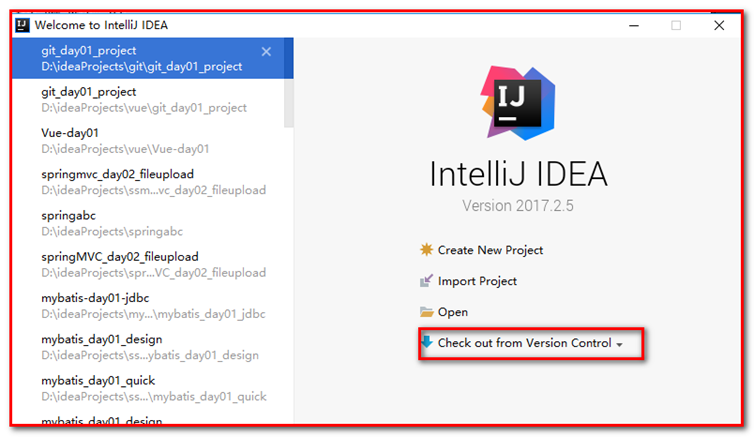 Welcome to IntelliJ IDEA
git_day01_project
D:\ideaProjects\git\git_day01_project
git_day01_project
D:\ideaProjects\vue\git_day01_project
Vue-day01
D:\ideaProjects\vue\Vue-day01
springmvc_day02_fileupload
D:\ideaProjects\ssm...vc_day02_fileupload
springabc
D:\ideaProjects\springabc
springMVC_day02_fileupload
D:\ideaProjects\spr...VC_day02_fileupload
mybatis-day01-jdbc
D:\ideaProjects\my...\mybatis_day01_jdbc
mybatis_day01_design
D:\ideaProjects\ss...ybatis_day01_design
mybatis_day01_quick
D:\ideaProjects\ss...\mybatis_day01_quick
mybatis_day01_design
IJ
IntelliJ IDEA
Version 2017.2.5
Create New Project
Import Project
Open
Check out from Version Control